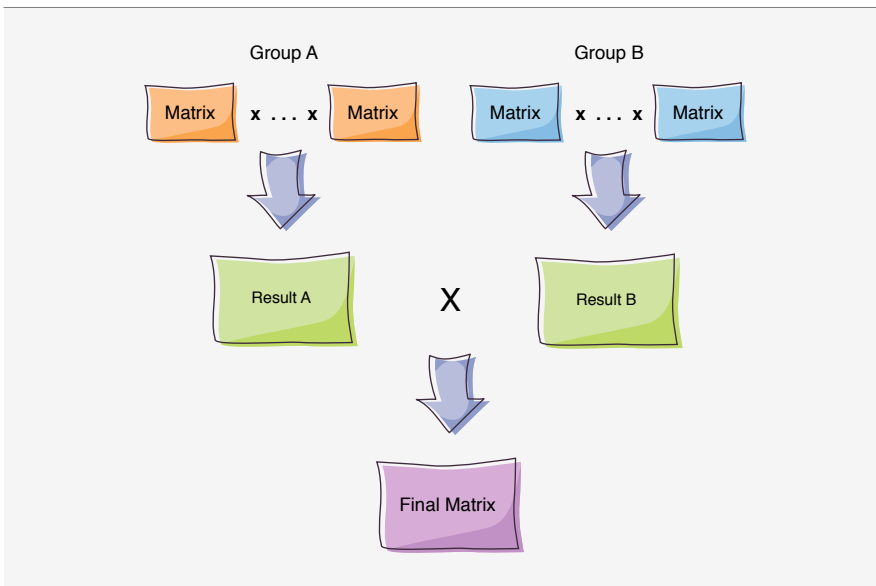 Group A
Group B
Matrix x . . . x Matrix
Matrix x . . . x Matrix
Result A
X
Result B
Final Matrix